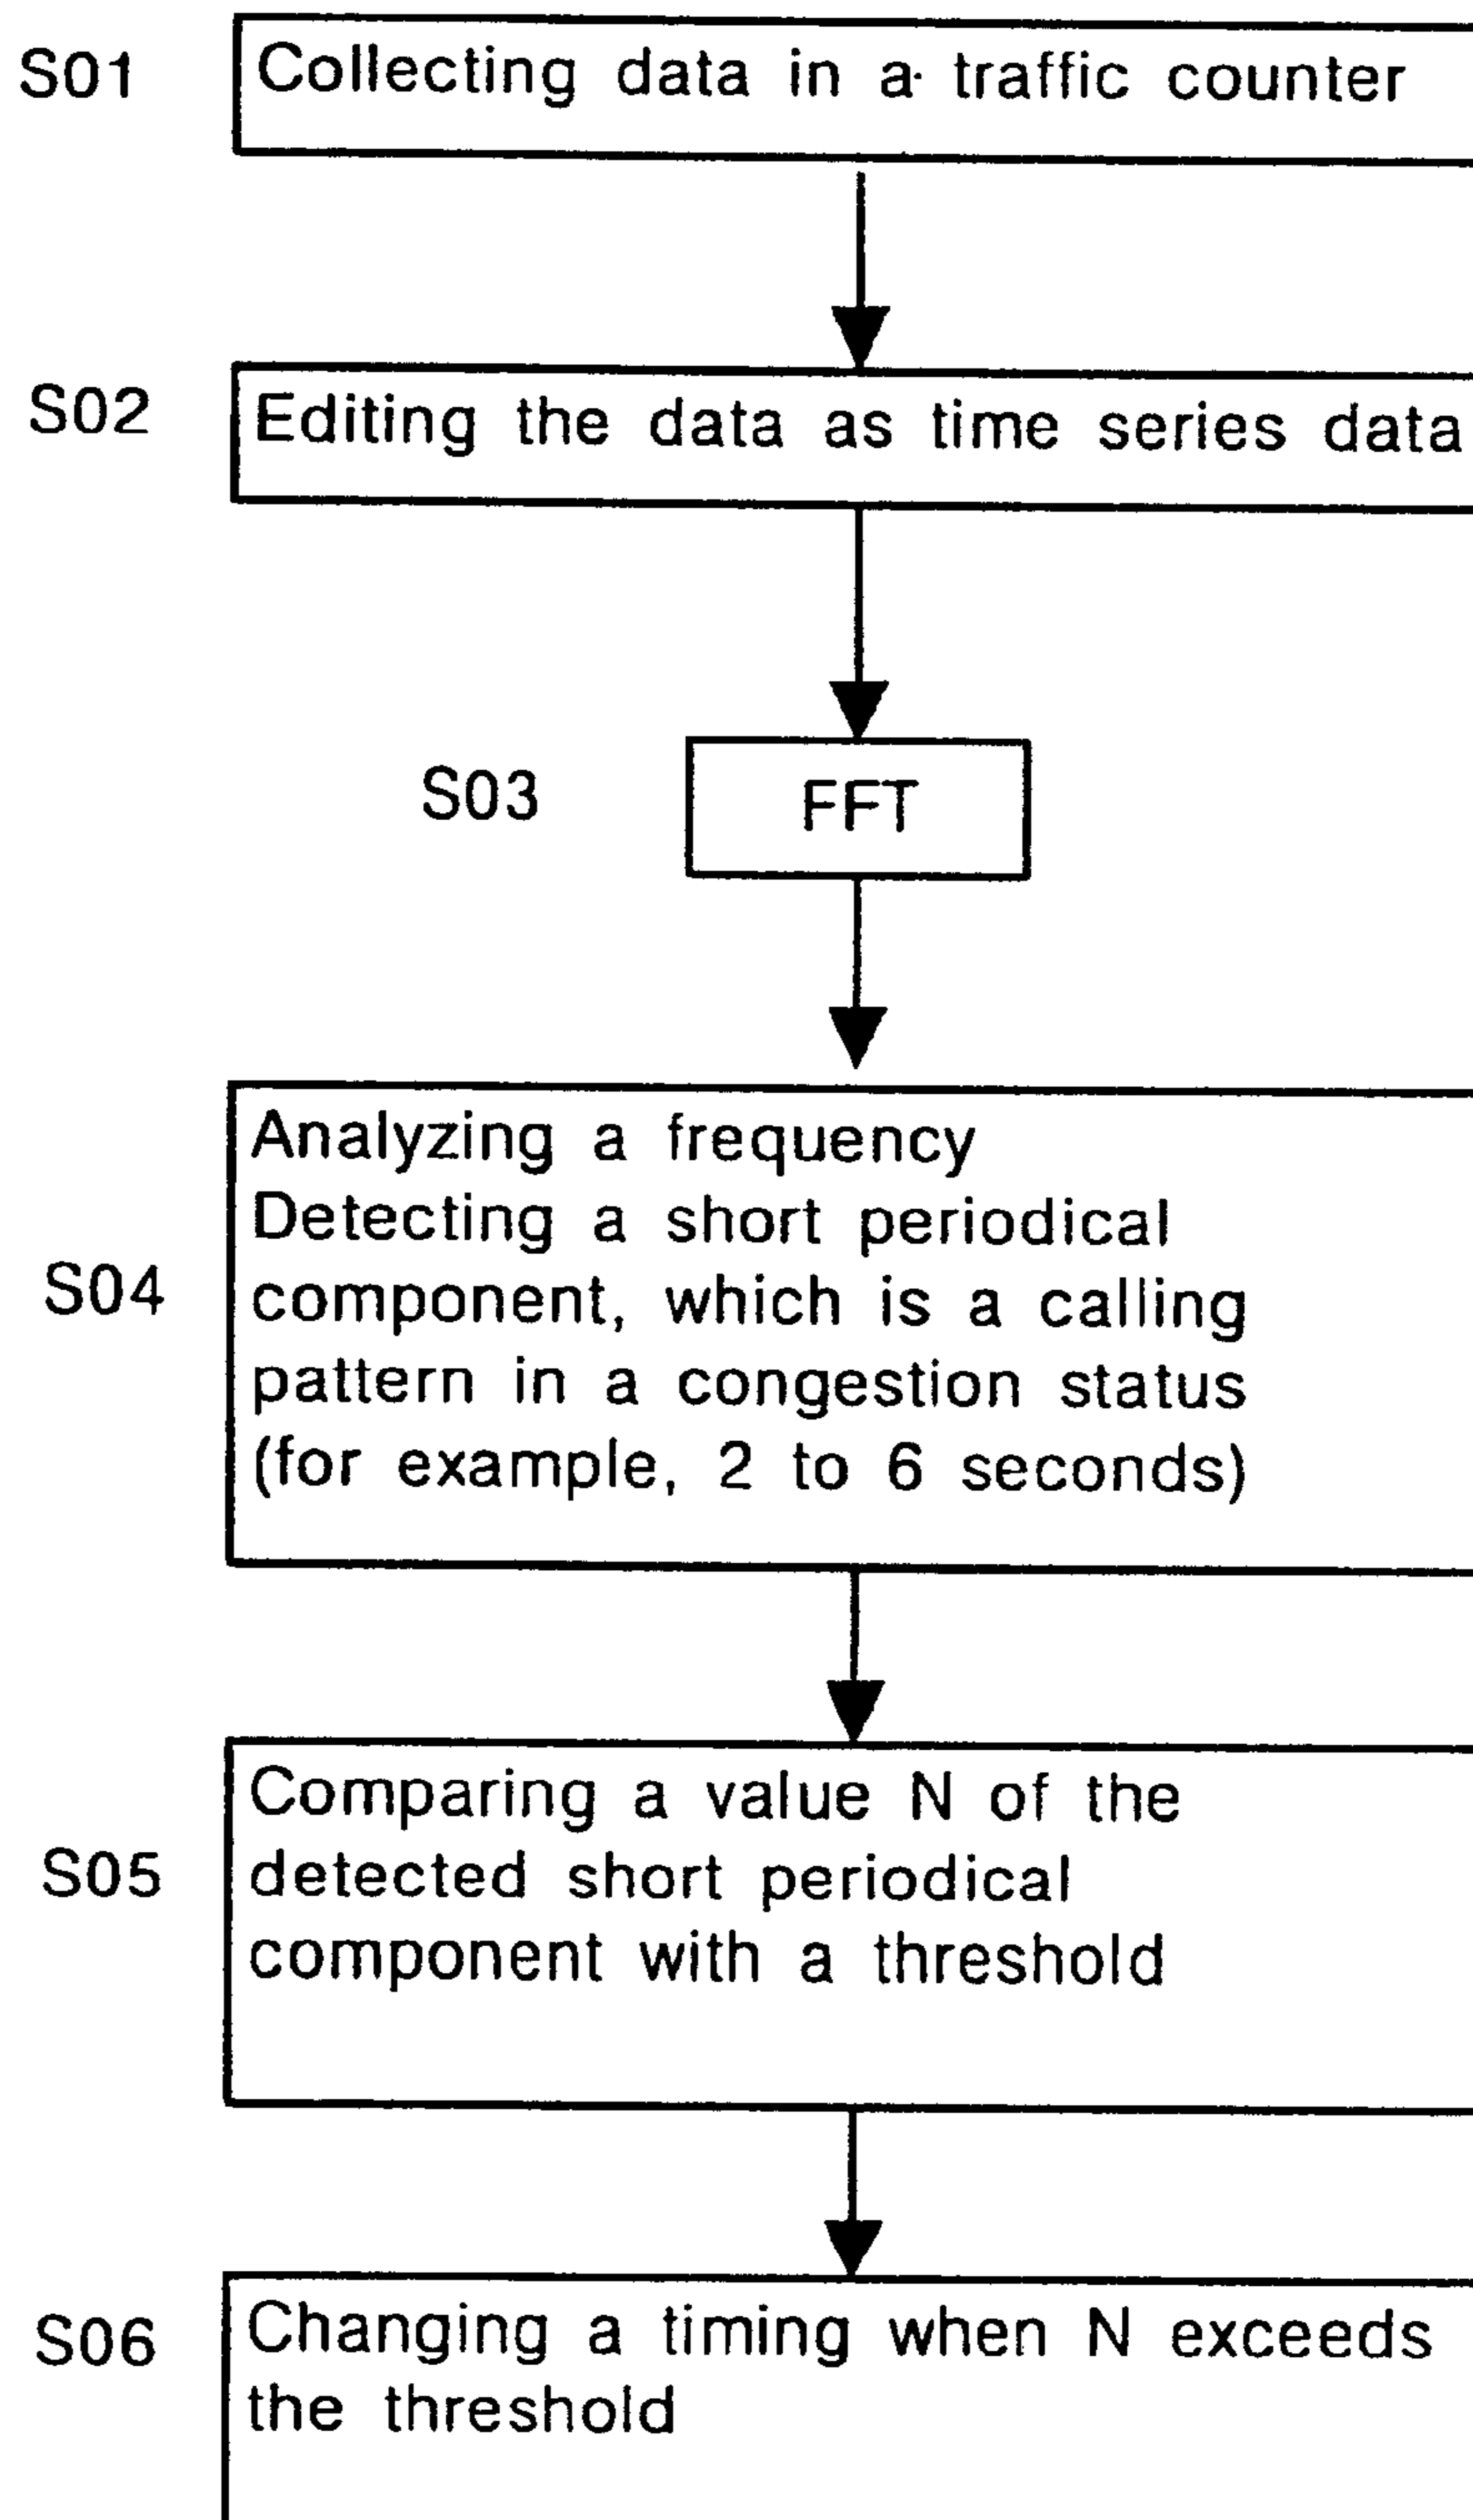 S01
Collecting data in a traffic counter
S02
Editing the data as time series data
S03
FFT
S04
Analyzing a frequency
Detecting a short periodical
component, which is a calling
pattern in a congestion status
(for example, 2 to 6 seconds)
S05
Comparing a value N of the
detected short periodical
component with a threshold
S06
Changing a timing when N exceeds
the threshold